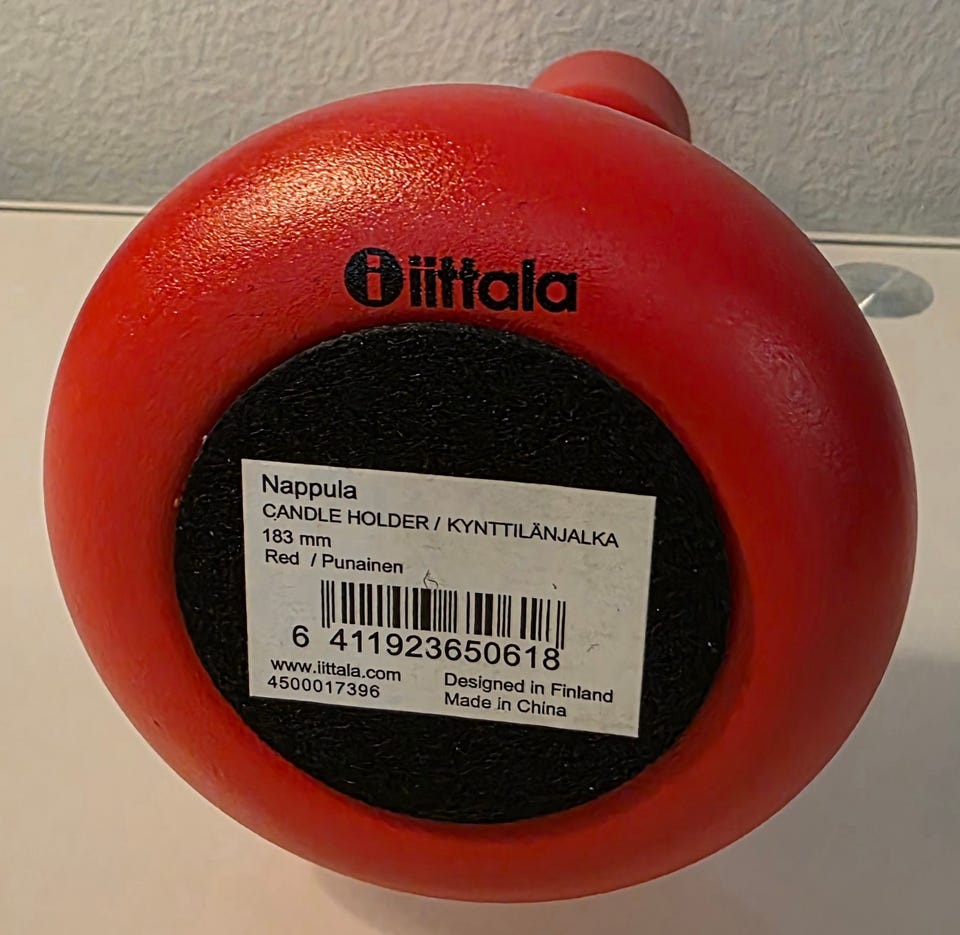 i iittala
Nappula
CANDLE HOLDER / KYNTTILÄNJALKA
183 mm
Red / Punainen
6 411923650618
www.iittala.com
4500017396
Designed in Finland
Made in China